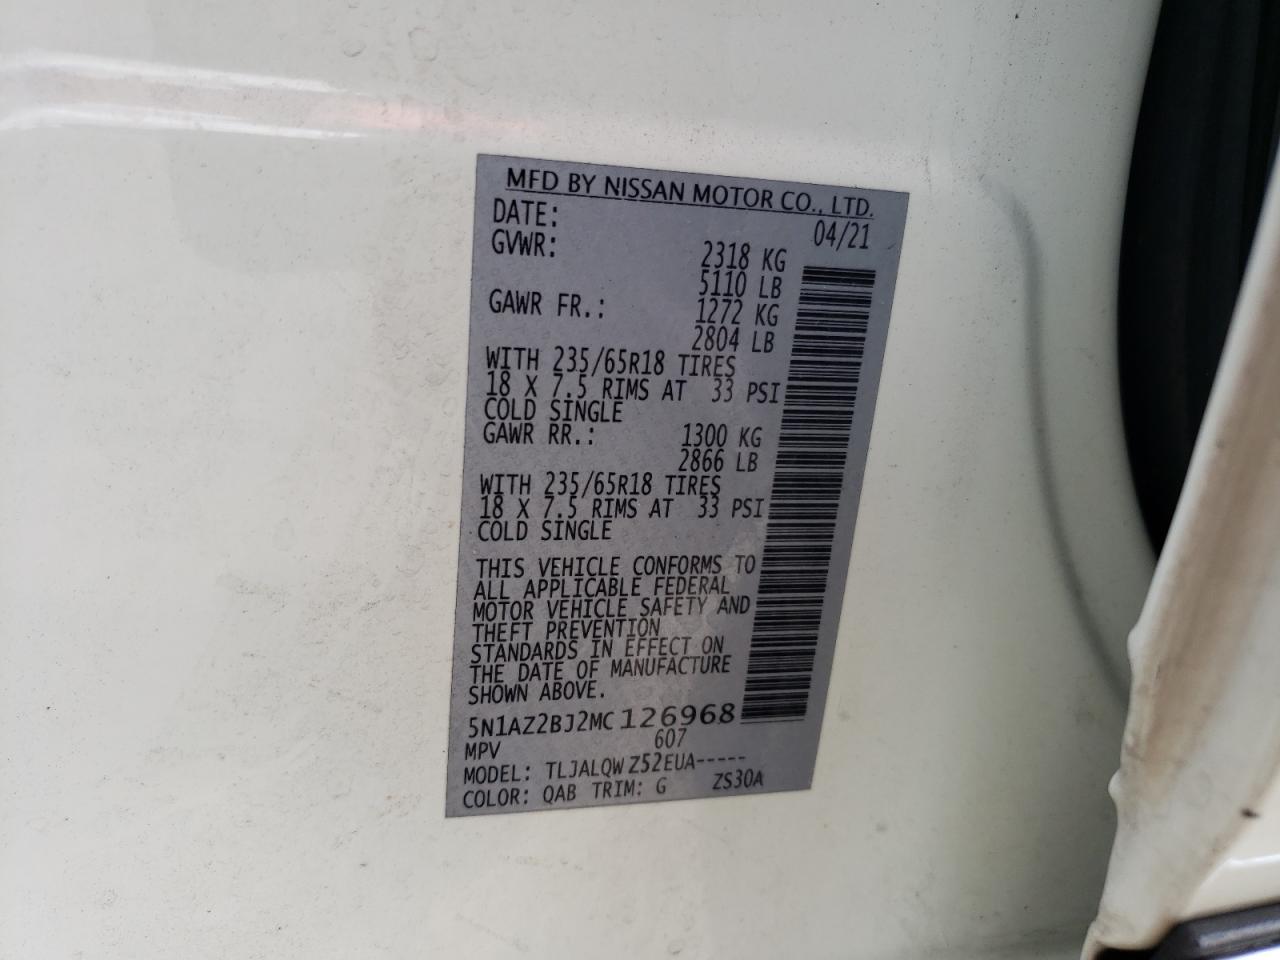 MFD BY NISSAN MOTOR CO., LTD.
DATE: 04/21
GVWR: 2318 KG
5110 LB
GAWR FR.: 1272 KG
2804 LB
WITH 235/65R18 TIRES
18 X 7.5 RIMS AT 33 PSI
COLD SINGLE
GAWR RR.: 1300 KG
2866 LB
WITH 235/65R18 TIRES
18 X 7.5 RIMS AT 33 PSI
COLD SINGLE
THIS VEHICLE CONFORMS TO
ALL APPLICABLE FEDERAL
MOTOR VEHICLE SAFETY AND
THEFT PREVENTION
STANDARDS IN EFFECT ON
THE DATE OF MANUFACTURE
SHOWN ABOVE.
5N1AZ2BJ2MC126968
MPV 607
MODEL: TLJALQW Z52EUA-----
COLOR: QAB TRIM: G ZS30A